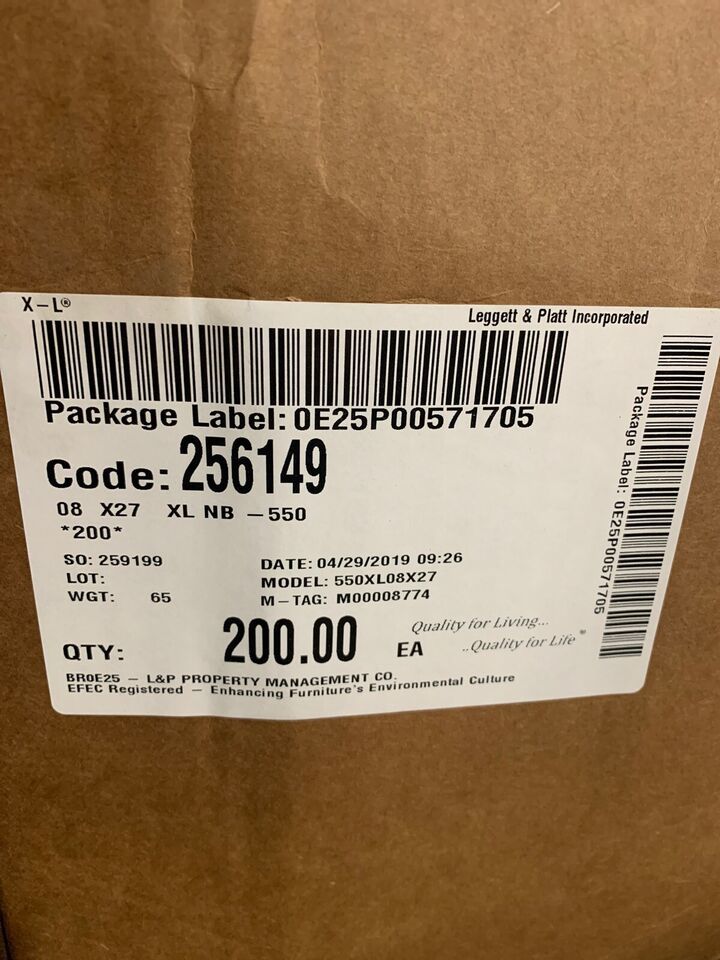 X-L®
Leggett & Platt Incorporated
Package Label: 0E25P00571705
Code: 256149
08 X27 XL NB -550
*200*
SO: 259199
DATE: 04/29/2019 09:26
LOT:
MODEL: 550XL08X27
WGT: 65
M-TAG: M00008774
QTY: 200.00 EA
Quality for Living...
..Quality for Life®
BR0E25 - L&P PROPERTY MANAGEMENT CO.
EFEC Registered - Enhancing Furniture's Environmental Culture
Package Label: 0E25P00571705